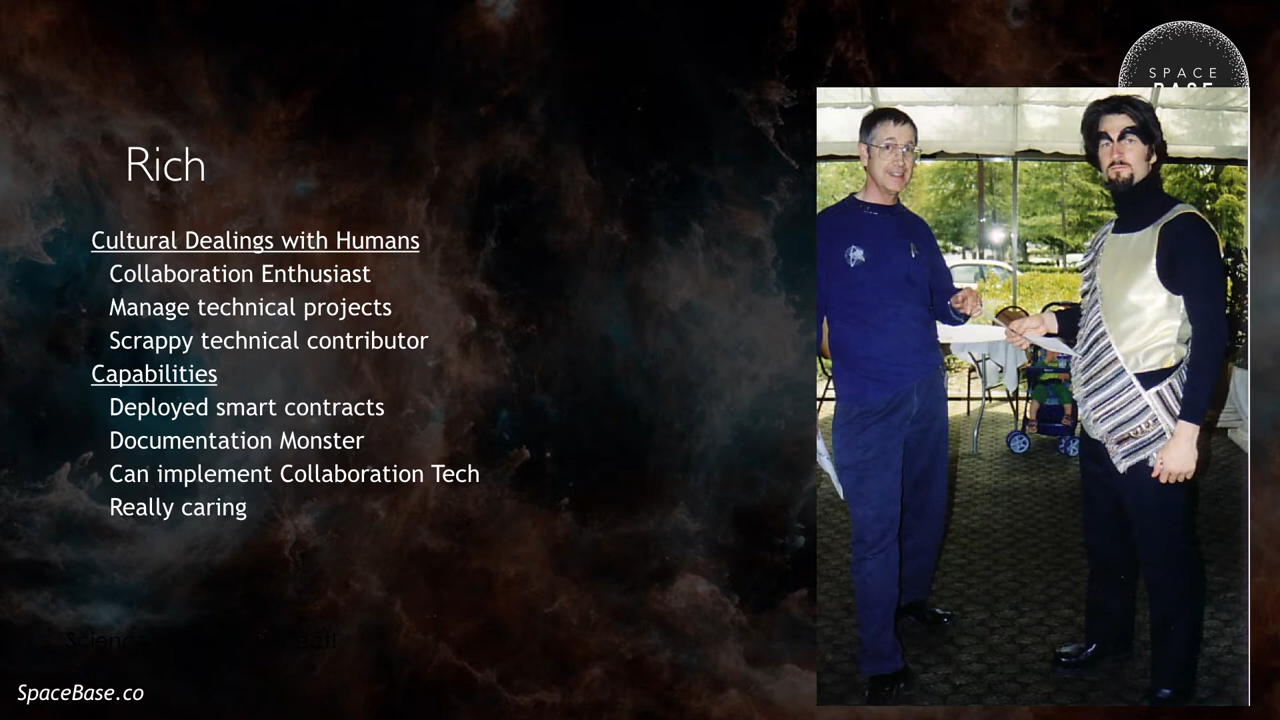 SPACE
Rich
Cultural Dealings with Humans
Collaboration Enthusiast
Manage technical projects
Scrappy technical contributor
Capabilities
Deployed smart contracts
Documentation Monster
Can implement Collaboration Tech
Really caring
SpaceBase.co